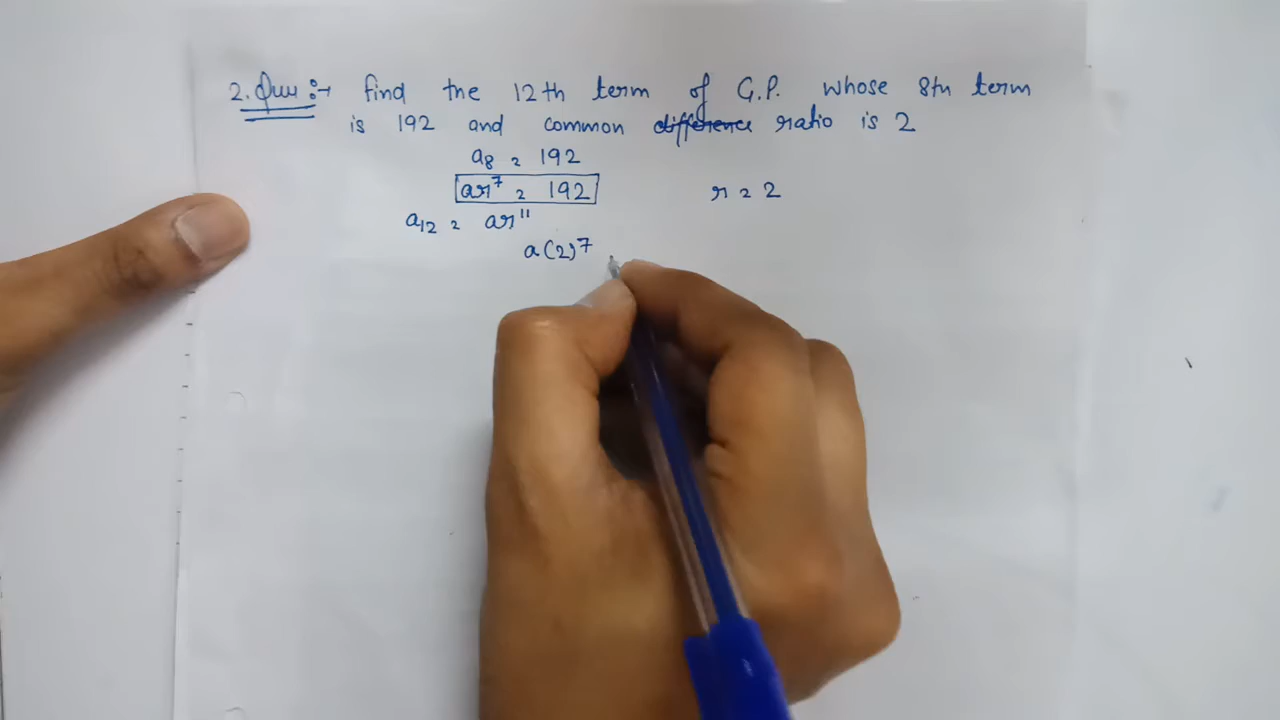 2. Ques :→ find the 12th term of G.P. whose 8th term
is 192 and common difference ratio is 2
a₈ = 192
ar⁷ = 192 r = 2
a₁₂ = ar¹¹
a(2)⁷